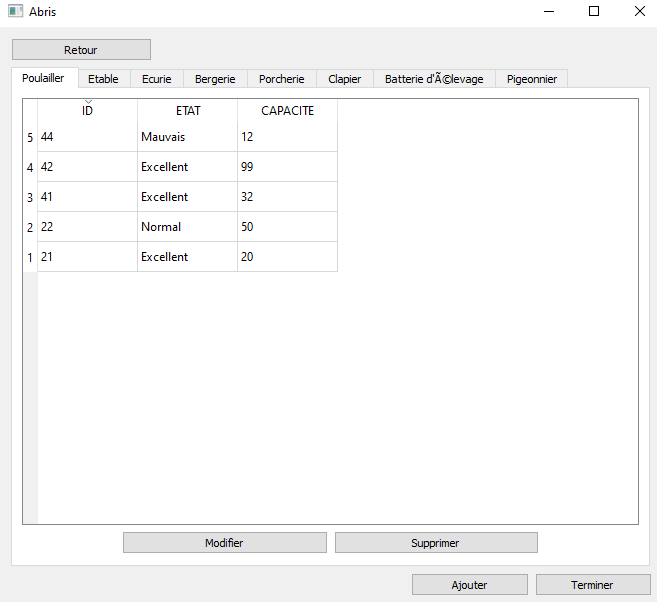 Abris
Retour
Poulailler Etable Ecurie Bergerie Porcherie Clapier Batterie d'Ã©levage Pigeonnier
ID ETAT CAPACITE
5 44 Mauvais 12
4 42 Excellent 99
3 41 Excellent 32
2 22 Normal 50
1 21 Excellent 20
Modifier Supprimer
Ajouter Terminer